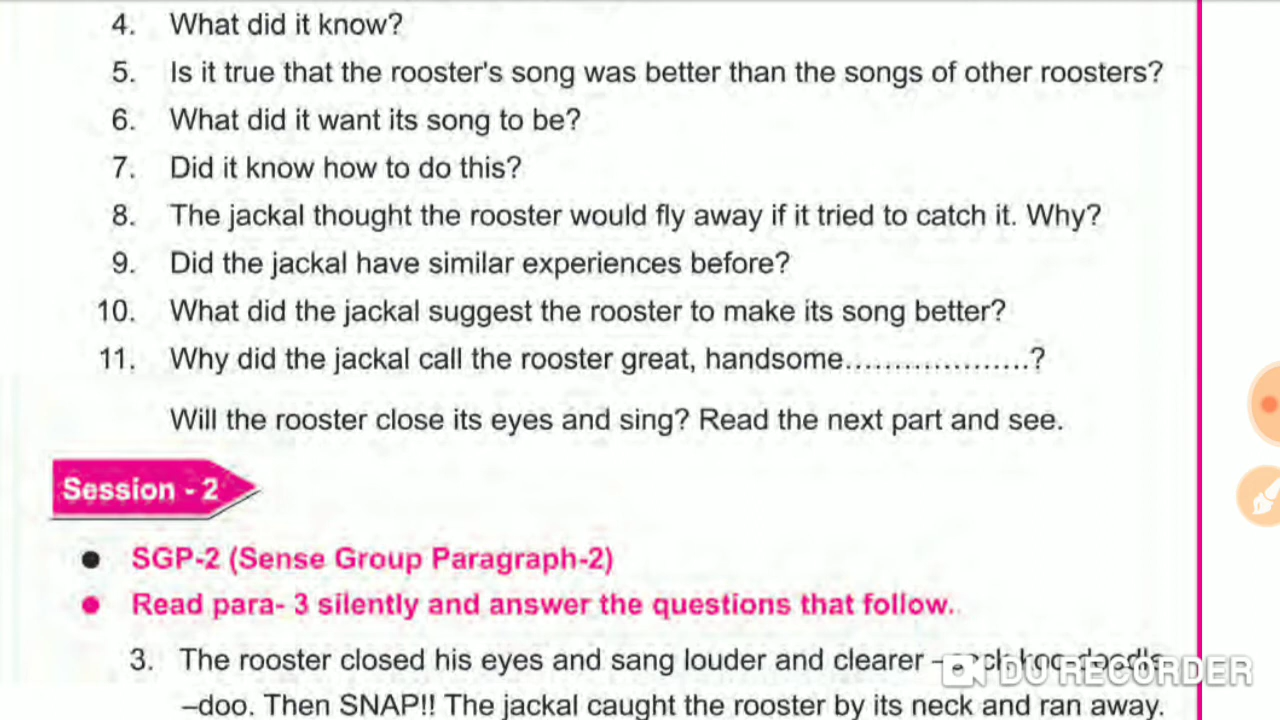 4. What did it know?
5. Is it true that the rooster's song was better than the songs of other roosters?
6. What did it want its song to be?
7. Did it know how to do this?
8. The jackal thought the rooster would fly away if it tried to catch it. Why?
9. Did the jackal have similar experiences before?
10. What did the jackal suggest the rooster to make its song better?
11. Why did the jackal call the rooster great, handsome...................?
Will the rooster close its eyes and sing? Read the next part and see.
Session - 2
● SGP-2 (Sense Group Paragraph-2)
● Read para- 3 silently and answer the questions that follow.
3. The rooster closed his eyes and sang louder and clearer –
DU RECORDER
–doo. Then SNAP!! The jackal caught the rooster by its neck and ran away.